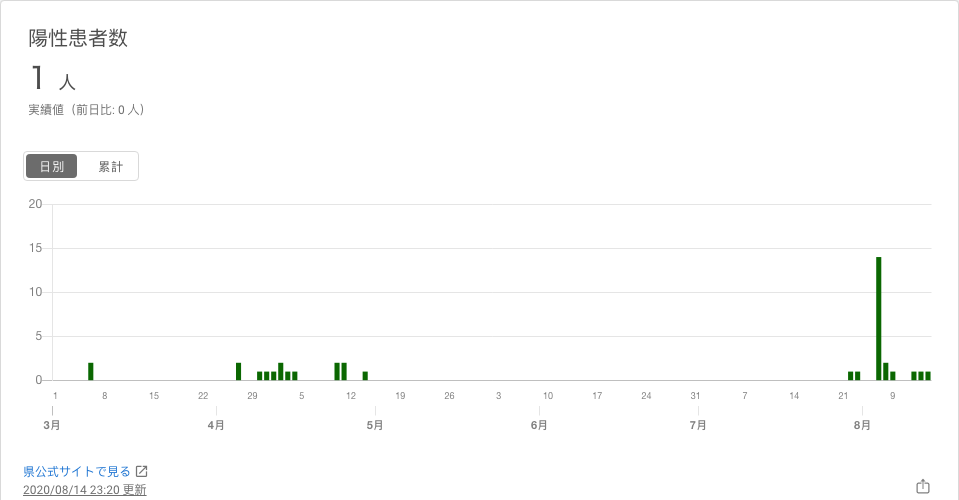 陽性患者数
1 人
実績値（前日比: 0 人）
日別 累計
20
15
10
5
0
1 8 15 22 29 5 12 19 26 3 10 17 24 31 7 14 21 9
3月 4月 5月 6月 7月 8月
県公式サイトで見る
2020/08/14 23:20 更新